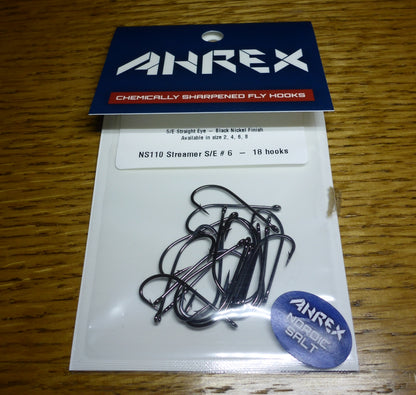 AHREX
CHEMICALLY SHARPENED FLY HOOKS
S/E Straight Eye – Black Nickel Finish
Available in size 2, 4, 6, 8
NS110 Streamer S/E # 6 – 18 hooks
AHREX
NORDIC
SALT